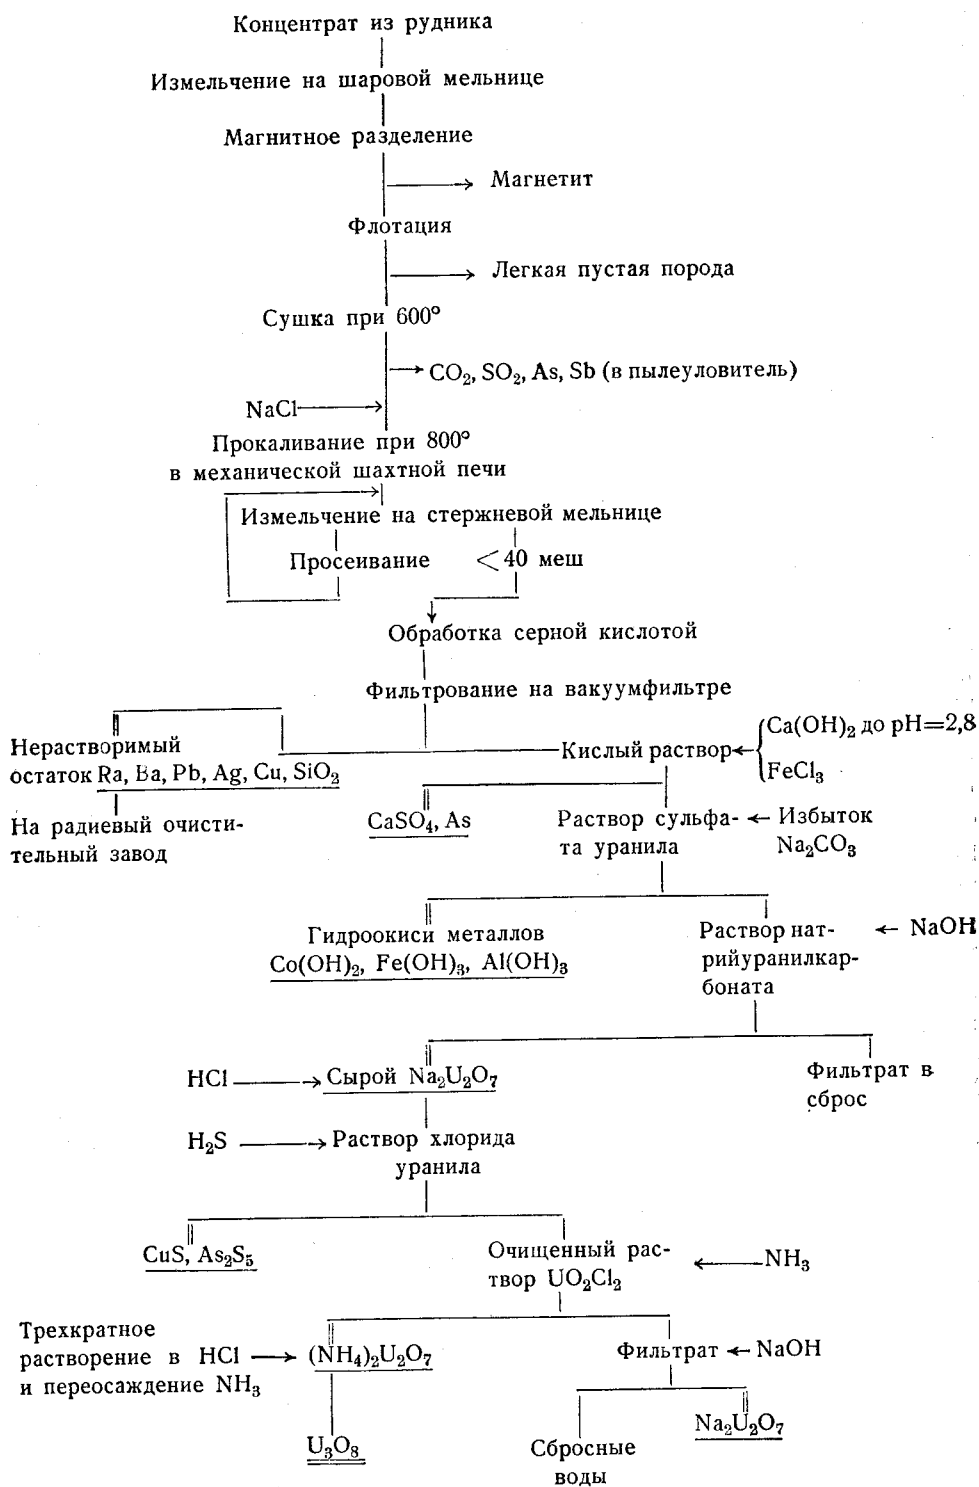 Концентрат из рудника
Измельчение на шаровой мельнице
Магнитное разделение
Магнетит
Флотация
Легкая пустая порода
Сушка при 600°
CO₂, SO₂, As, Sb (в пылеуловитель)
NaCl
Прокаливание при 800°
в механической шахтной печи
Измельчение на стержневой мельнице
Просеивание <40 меш
Обработка серной кислотой
Фильтрование на вакуумфильтре
Нерастворимый
остаток Ra, Ba, Pb, Ag, Cu, SiO₂
Кислый раствор
Ca(OH)₂ до pH=2,8
FeCl₃
На радиевый очисти-
тельный завод
CaSO₄, As
Раствор сульфа-
та уранила
Избыток
Na₂CO₃
Гидроокиси металлов
Co(OH)₂, Fe(OH)₃, Al(OH)₃
Раствор нат-
рийуранилкар-
боната
NaOH
HCl
Сырой Na₂U₂O₇
Фильтрат в
сброс
H₂S
Раствор хлорида
уранила
CuS, As₂S₅
Очищенный рас-
твор UO₂Cl₂
NH₃
Трехкратное
растворение в HCl
и переосаждение NH₃
(NH₄)₂U₂O₇
Фильтрат
NaOH
U₃O₈
Сбросные
воды
Na₂U₂O₇